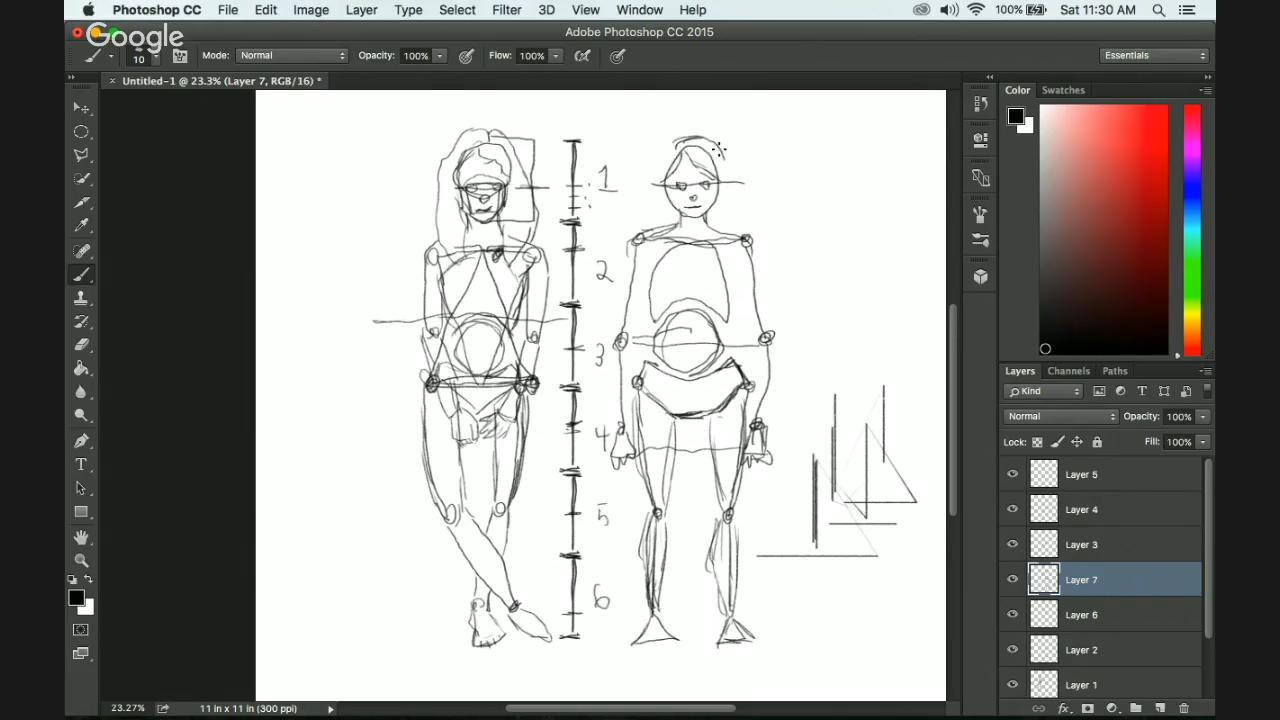 Photoshop CC File Edit Image Layer Type Select Filter 3D View Window Help 100% Sat 11:30 AM
Google
Adobe Photoshop CC 2015
10 Mode: Normal Opacity: 100% Flow: 100% Essentials
× Untitled-1 @ 23.3% (Layer 7, RGB/16) *
Color Swatches
1
2
3
4
5
6
Layers Channels Paths
Kind
Normal Opacity: 100%
Lock: Fill: 100%
Layer 5
Layer 4
Layer 3
Layer 7
Layer 6
Layer 2
Layer 1
23.27% 11 in x 11 in (300 ppi)
fx